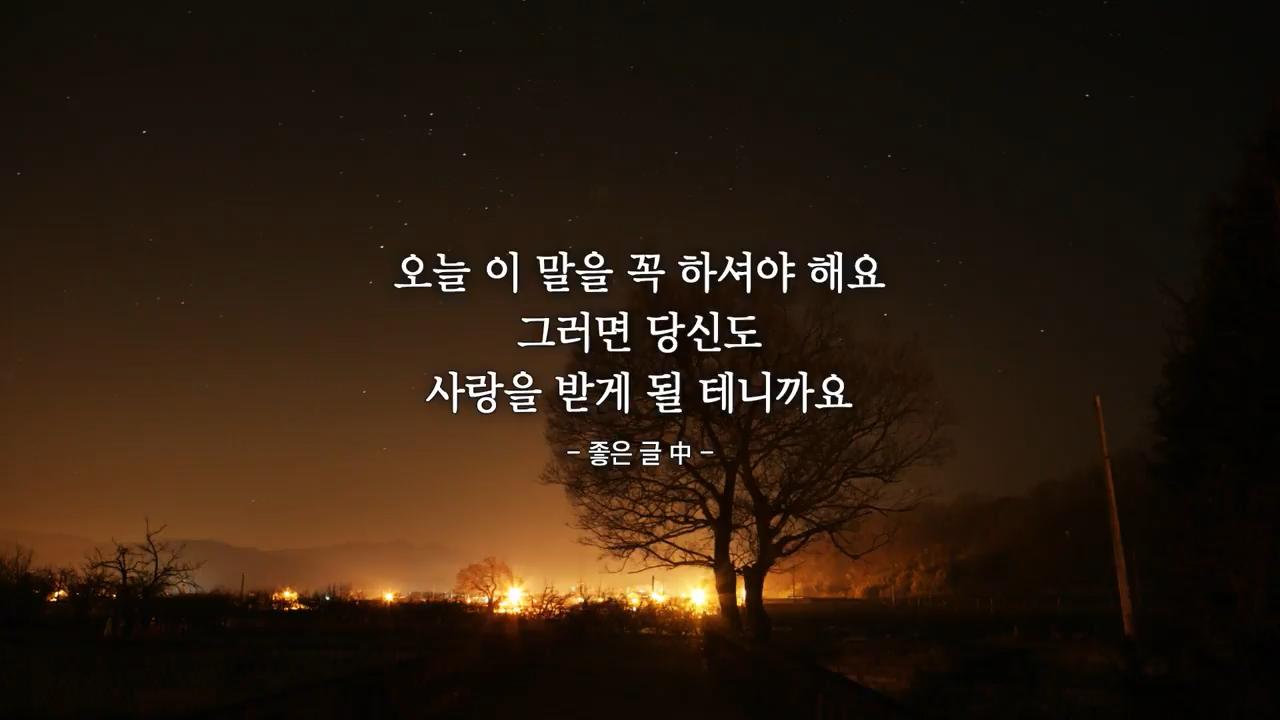 오늘 이 말을 꼭 하셔야 해요
그러면 당신도
사랑을 받게 될 테니까요
- 좋은 글 中 -